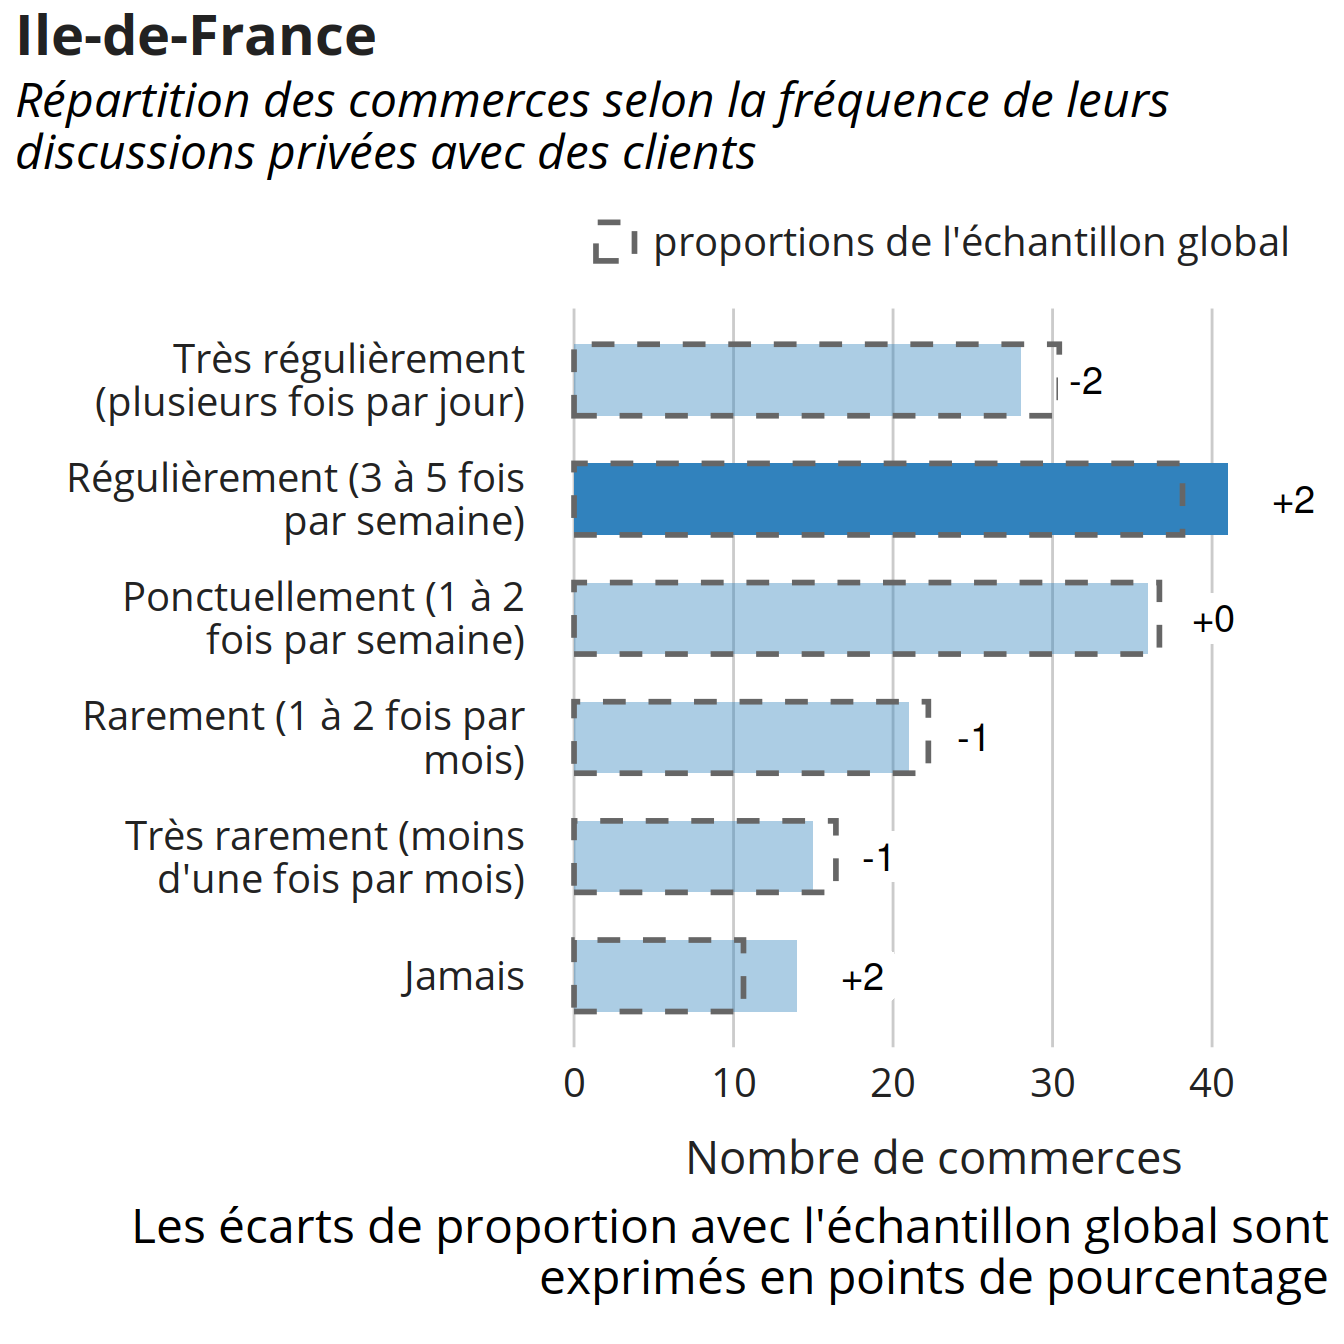 Ile-de-France
Répartition des commerces selon la fréquence de leurs
discussions privées avec des clients
proportions de l'échantillon global
Très régulièrement
(plusieurs fois par jour)
-2
Régulièrement (3 à 5 fois
par semaine)
+2
Ponctuellement (1 à 2
fois par semaine)
+0
Rarement (1 à 2 fois par
mois)
-1
Très rarement (moins
d'une fois par mois)
-1
Jamais
+2
0 10 20 30 40
Nombre de commerces
Les écarts de proportion avec l'échantillon global sont
exprimés en points de pourcentage